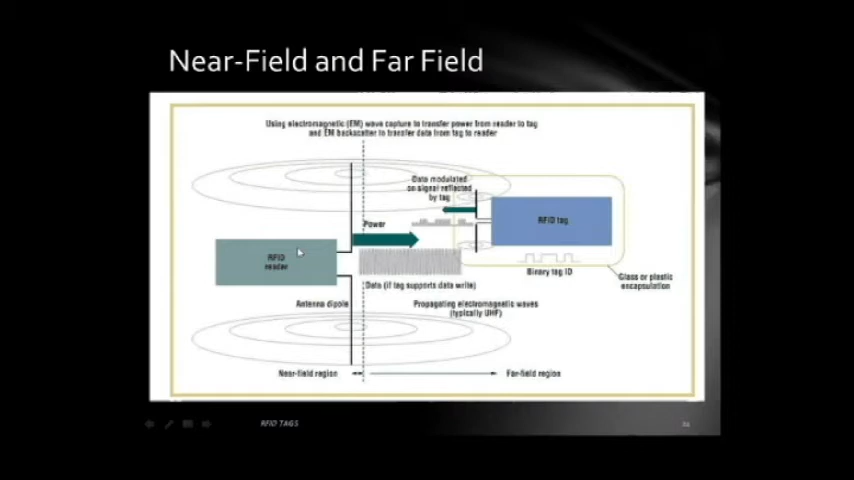 Near-Field and Far Field
Using electromagnetic (EM) wave capture to transfer power from reader to tag
and EM backscatter to transfer data from tag to reader
Data modulated
on signal reflected
by tag
RFID tag
Power
RFID
reader
Binary tag ID
Glass or plastic
encapsulation
Data (if tag supports data write)
Antenna dipole
Propagating electromagnetic waves
(typically UHF)
Near-field region
Far-field region
RFID TAGS